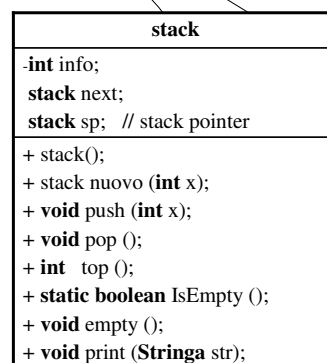 stack
-int info;
stack next;
stack sp; // stack pointer
+ stack();
+ stack nuovo (int x);
+ void push (int x);
+ void pop ();
+ int top ();
+ static boolean IsEmpty ();
+ void empty ();
+ void print (Stringa str);